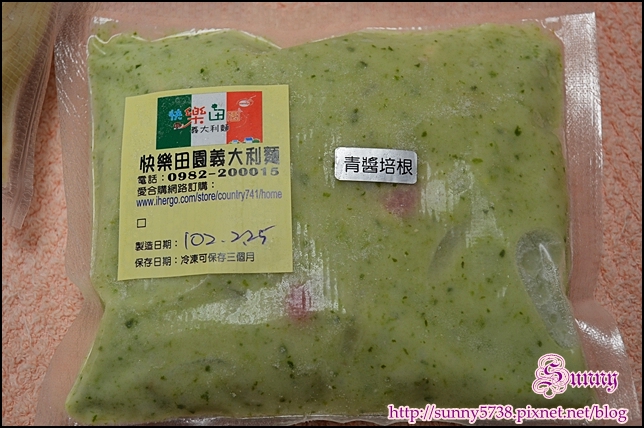 快樂田園
義大利麵
快樂田園義大利麵
電話：0982-200015
愛合購網路訂購：
www.ihergo.com/store/country741/home
製造日期：102.225
保存日期：冷凍可保存三個月
青醬培根
Sunny
http://sunny5738.pixnet.net/blog